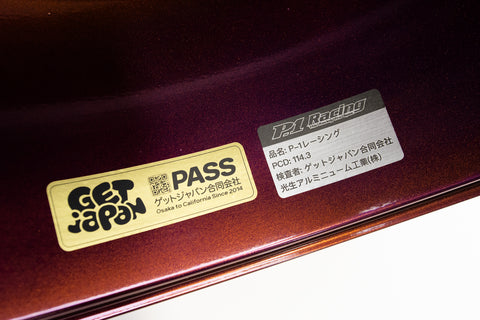 GET
JAPAN
PASS
ゲットジャパン合同会社
Osaka to California Since 2014
P.1 Racing
品名: P-1レーシング
PCD: 114.3
検査者: ゲットジャパン合同会社
光生アルミニューム工業(株)